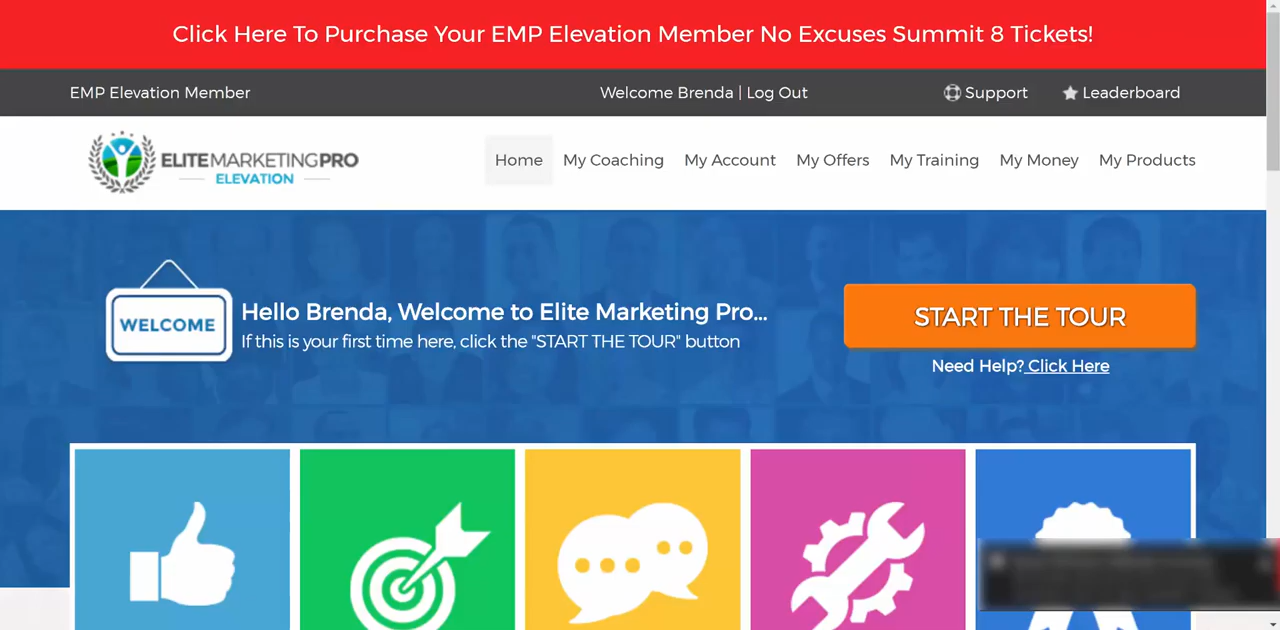 Click Here To Purchase Your EMP Elevation Member No Excuses Summit 8 Tickets!
EMP Elevation Member
Welcome Brenda | Log Out
Support
Leaderboard
ELITEMARKETINGPRO
ELEVATION
Home
My Coaching
My Account
My Offers
My Training
My Money
My Products
WELCOME
Hello Brenda, Welcome to Elite Marketing Pro...
If this is your first time here, click the "START THE TOUR" button
START THE TOUR
Need Help? Click Here